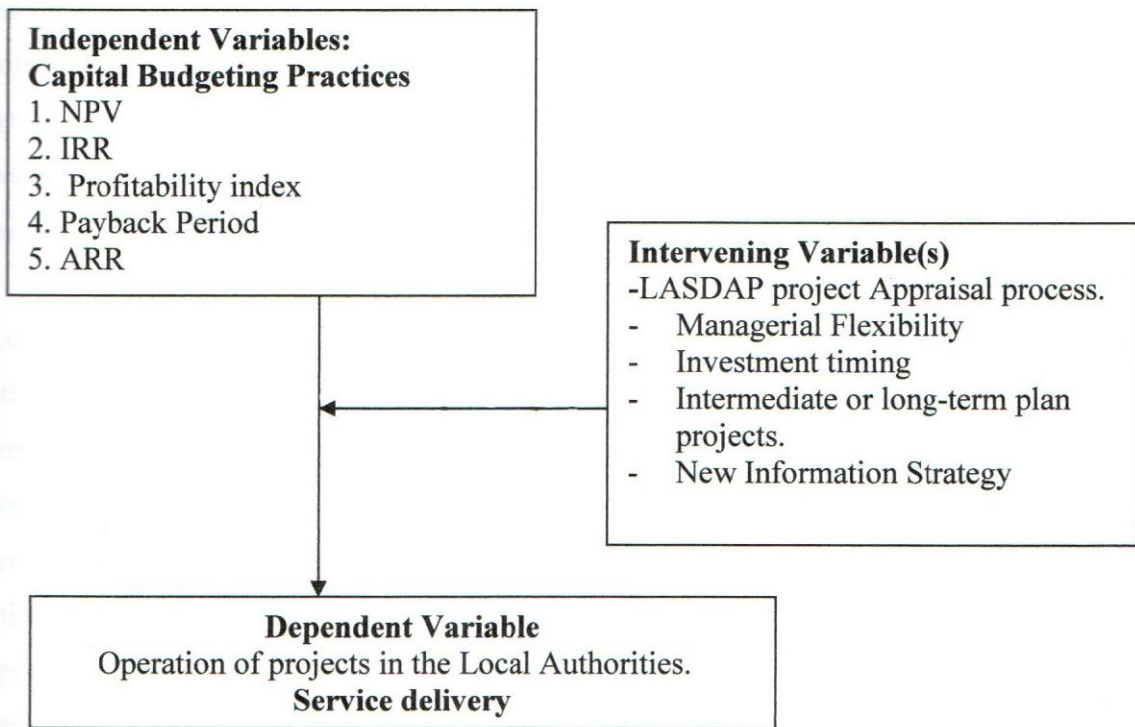 Independent Variables:
Capital Budgeting Practices
1. NPV
2. IRR
3. Profitability index
4. Payback Period
5. ARR
Intervening Variable(s)
-LASDAP project Appraisal process.
- Managerial Flexibility
- Investment timing
- Intermediate or long-term plan
projects.
- New Information Strategy
Dependent Variable
Operation of projects in the Local Authorities.
Service delivery